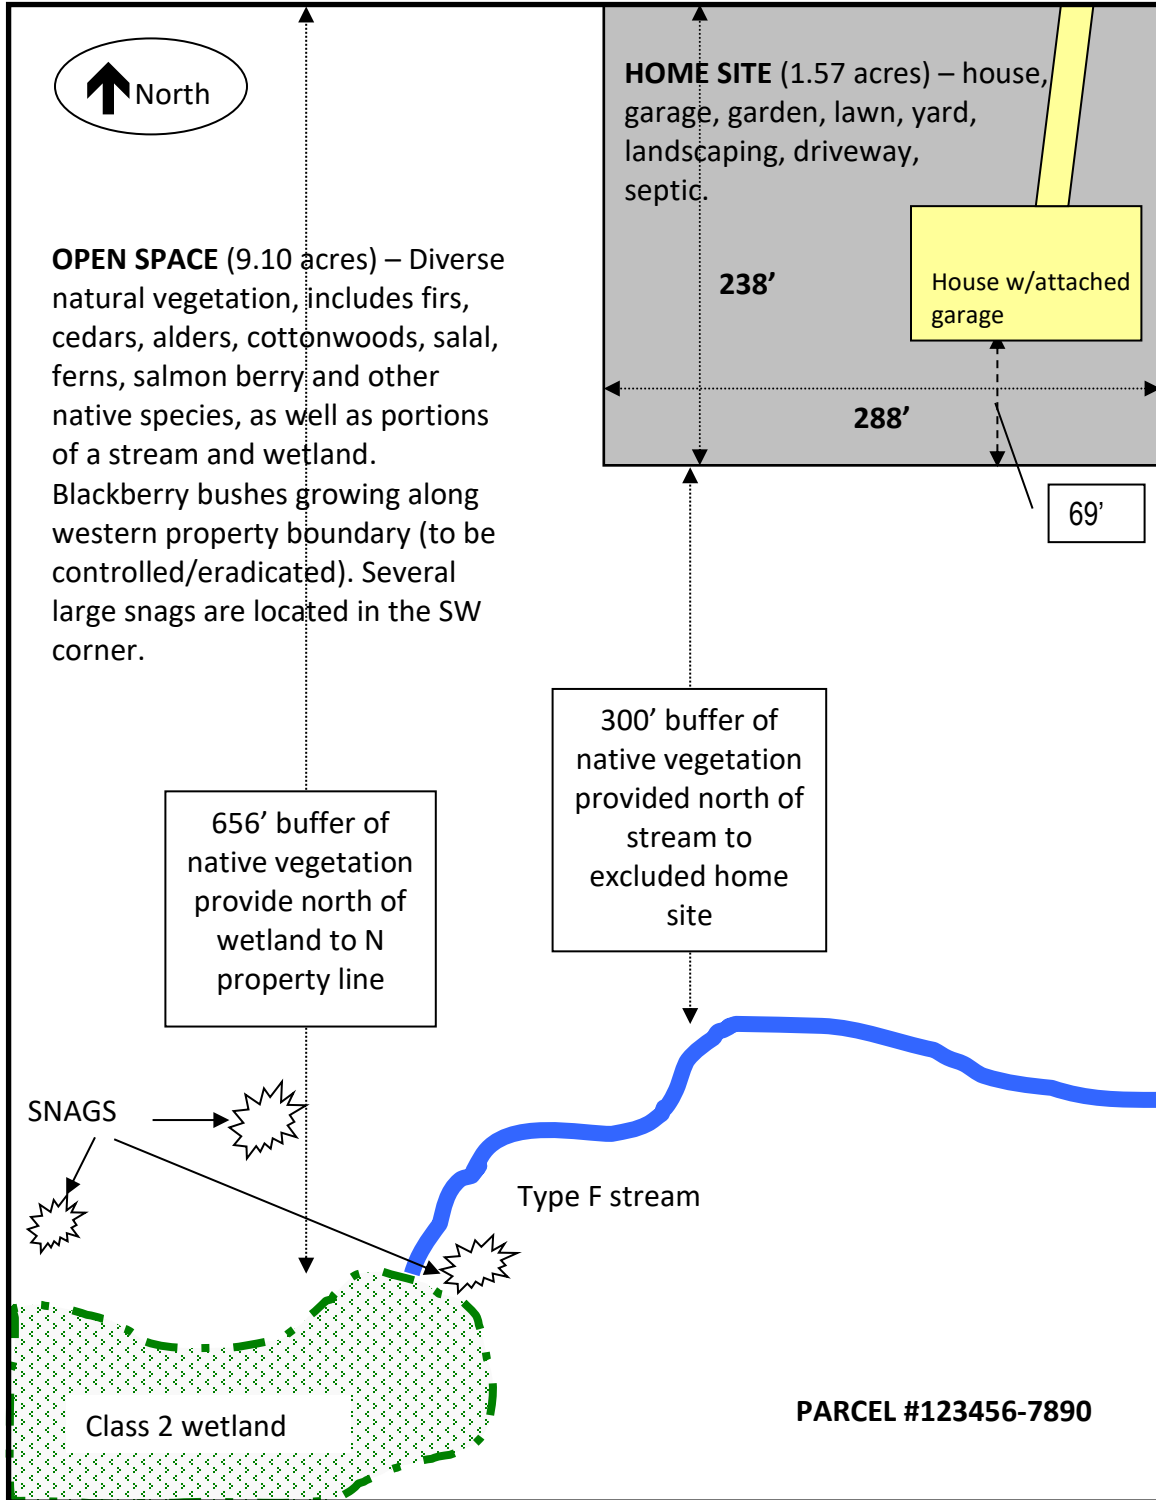 North
HOME SITE (1.57 acres) – house,
garage, garden, lawn, yard,
landscaping, driveway,
septic.
House w/attached
garage
238’
288’
69’
OPEN SPACE (9.10 acres) – Diverse
natural vegetation, includes firs,
cedars, alders, cottonwoods, salal,
ferns, salmon berry and other
native species, as well as portions
of a stream and wetland.
Blackberry bushes growing along
western property boundary (to be
controlled/eradicated). Several
large snags are located in the SW
corner.
300’ buffer of
native vegetation
provided north of
stream to
excluded home
site
656’ buffer of
native vegetation
provide north of
wetland to N
property line
SNAGS
Type F stream
Class 2 wetland
PARCEL #123456-7890